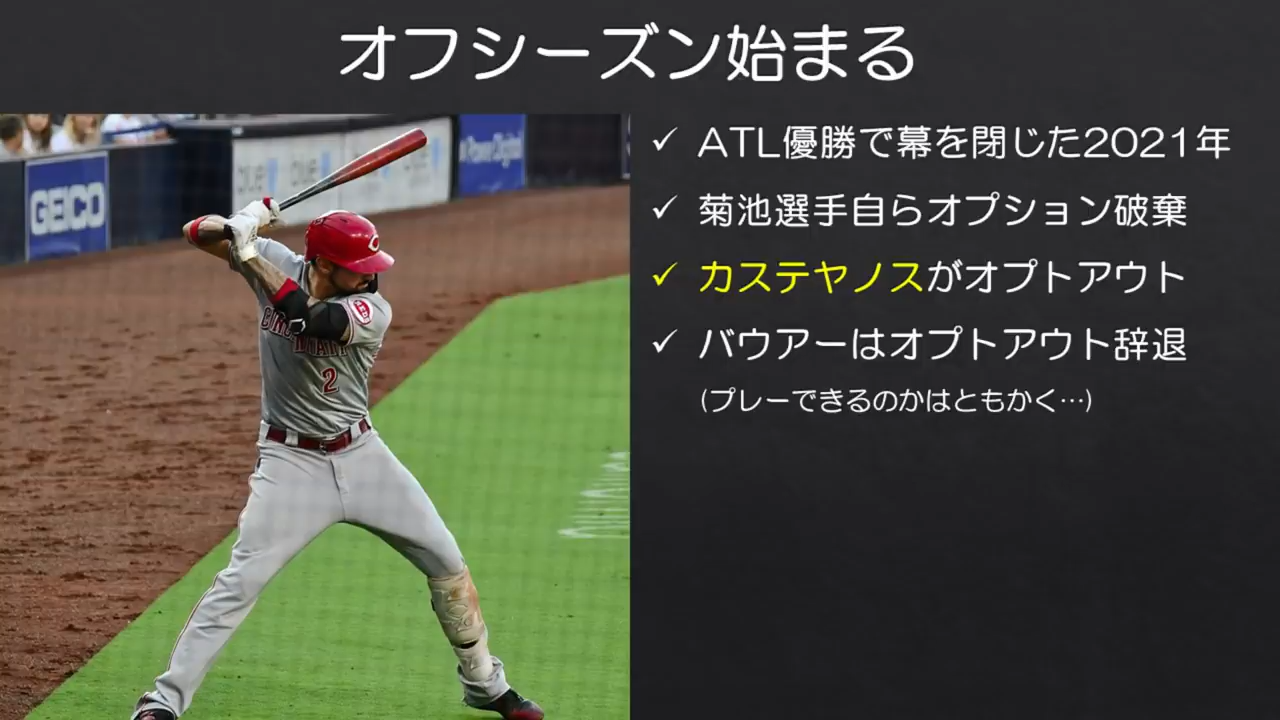 オフシーズン始まる
ATL優勝で幕を閉じた2021年
菊池選手自らオプション破棄
カステヤノスがオプトアウト
バウアーはオプトアウト辞退
(プレーできるのかはともかく…)
GEICO
C
REDS
CINCINNATI
2